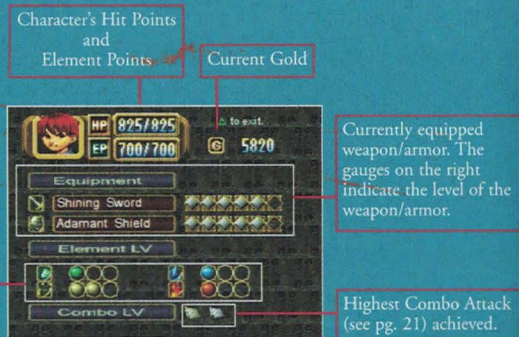 Character's Hit Points
and
Element Points
Current Gold
HP 825/825
EP 700/700
△ to exit.
G 5820
Equipment
Shining Sword
Adamant Shield
Element LV
Combo LV
Currently equipped
weapon/armor. The
gauges on the right
indicate the level of the
weapon/armor.
Highest Combo Attack
(see pg. 21) achieved.